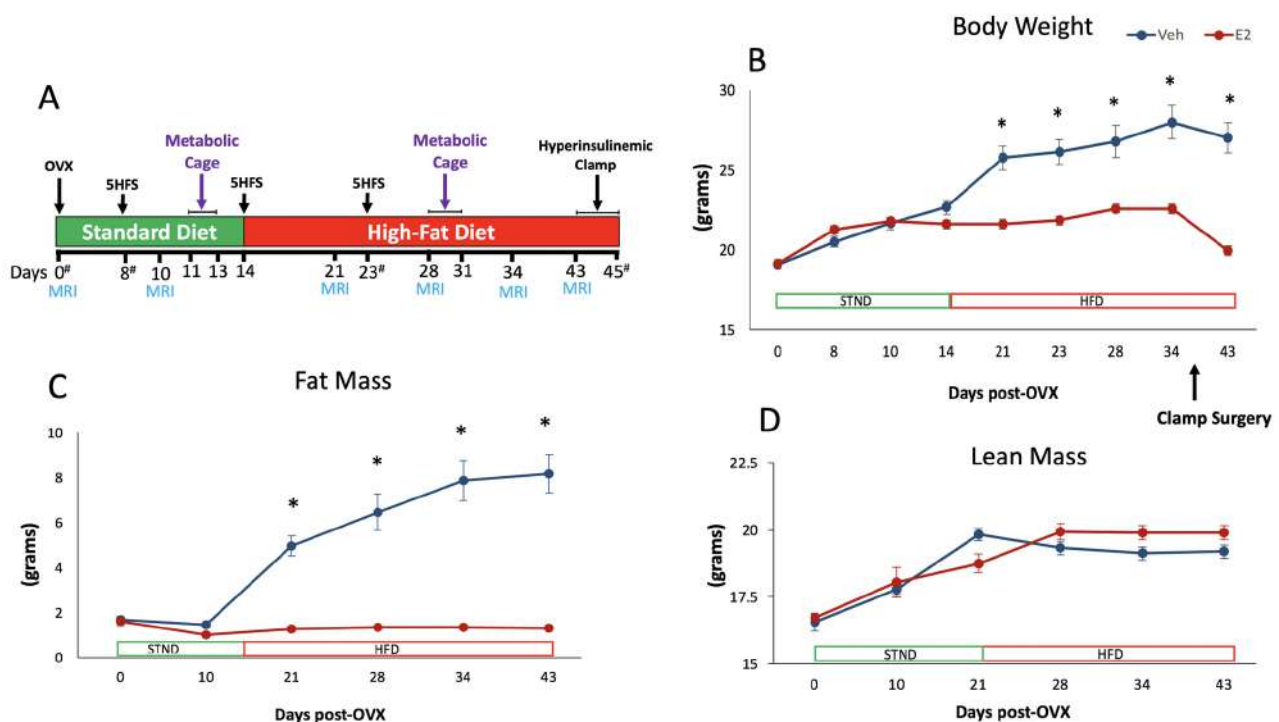 A
OVX
5HFS
Metabolic
Cage
5HFS
5HFS
Metabolic
Cage
Hyperinsulinemic
Clamp
Standard Diet
High-Fat Diet
Days 0# 8# 10 11 13 14 21 23# 28 31 34 43 45#
MRI MRI MRI MRI MRI MRI
Body Weight
Veh E2
B
(grams)
30
25
20
15
* * * * *
STND HFD
0 8 10 14 21 23 28 34 43
Days post-OVX
Clamp Surgery
C
Fat Mass
(grams)
10
8
6
4
2
0
* * * *
STND HFD
0 10 21 28 34 43
Days post-OVX
D
Lean Mass
(grams)
22.5
20
17.5
15
STND HFD
0 10 21 28 34 43
Days post-OVX